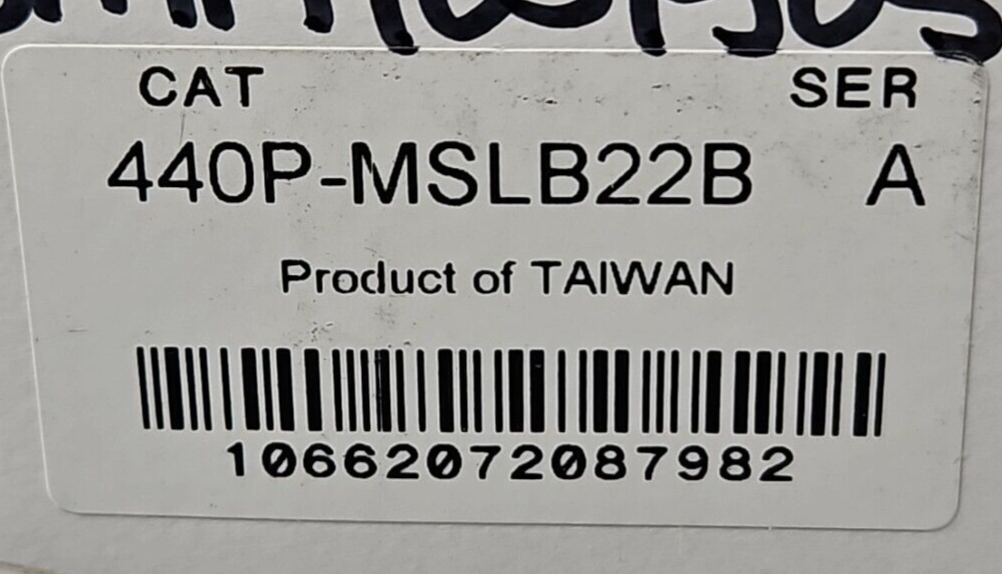 CAT SER
440P-MSLB22B A
Product of TAIWAN
10662072087982